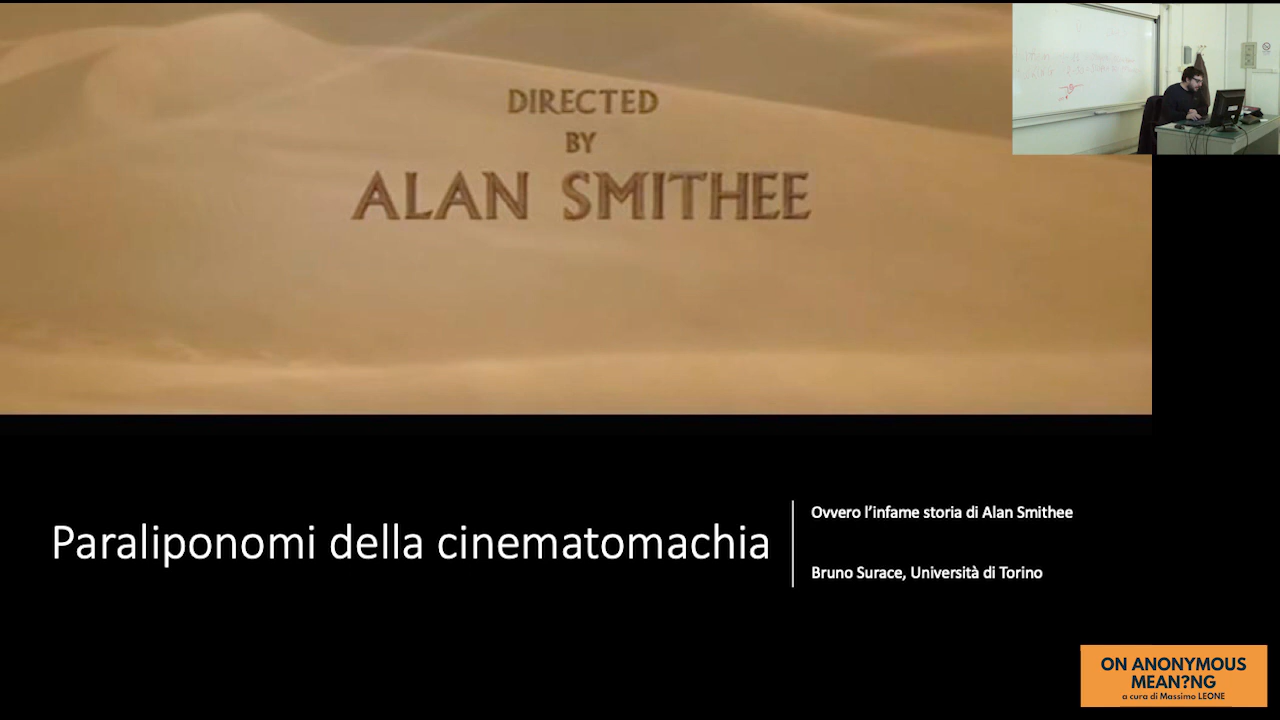 DIRECTED
BY
ALAN SMITHEE
Paraliponomi della cinematomachia
Ovvero l'infame storia di Alan Smithee
Bruno Surace, Università di Torino
ON ANONYMOUS
MEAN?NG
a cura di Massimo LEONE